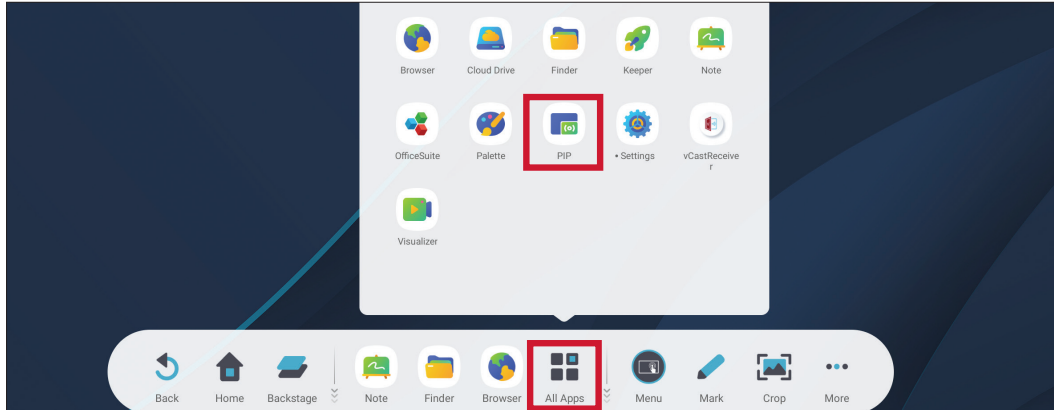 Browser Cloud Drive Finder Keeper Note
OfficeSuite Palette PIP • Settings vCastReceive
r
Visualizer
Back Home Backstage Note Finder Browser All Apps Menu Mark Crop More